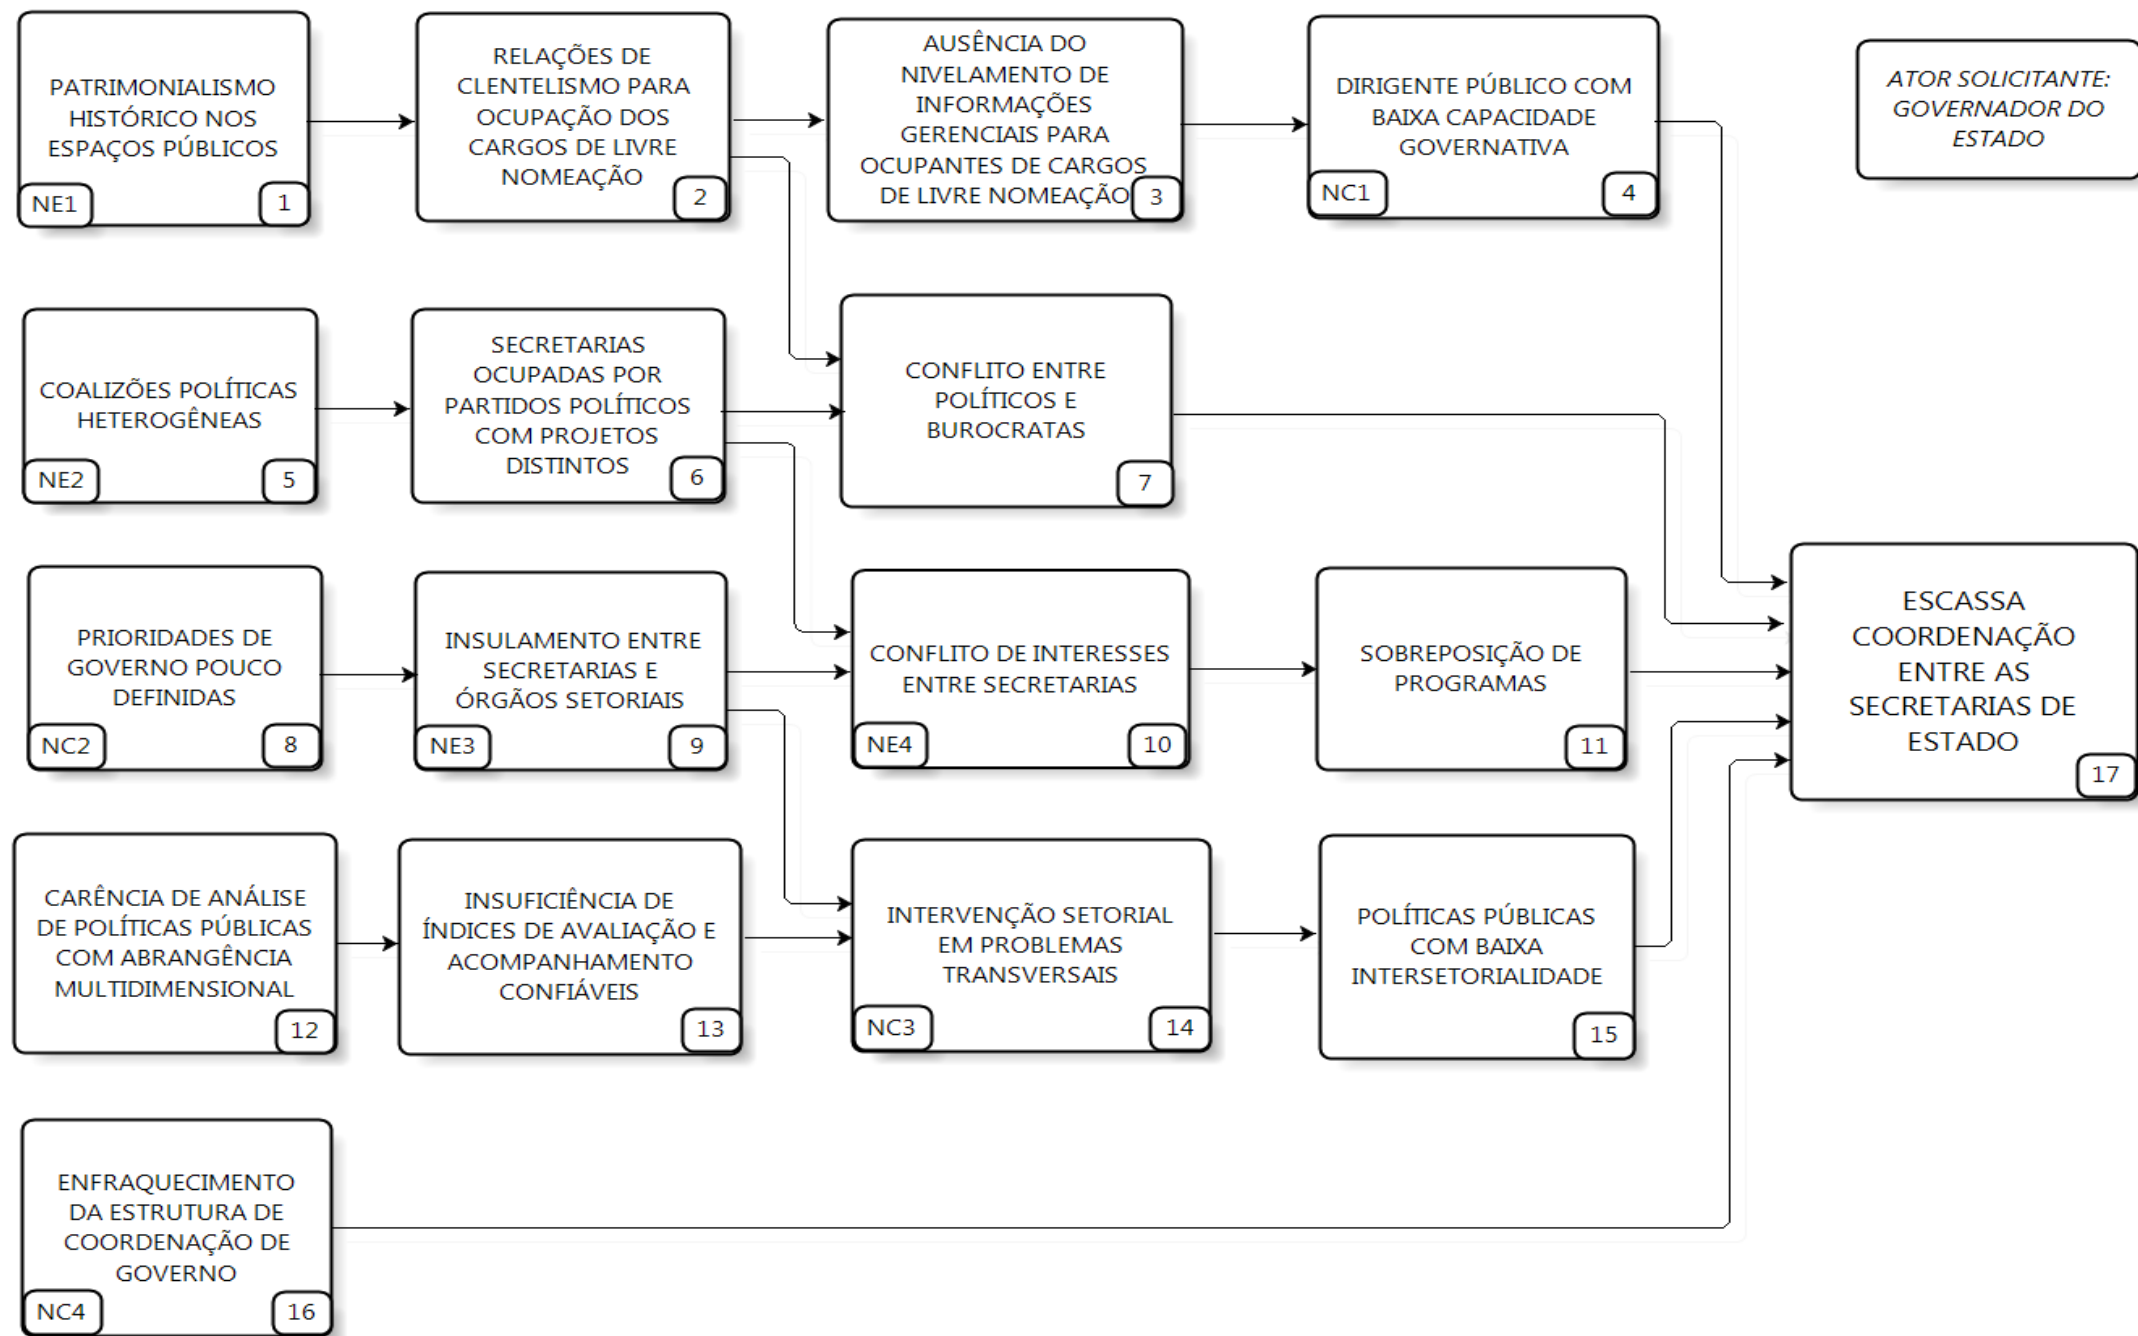 PATRIMONIALISMO
HISTÓRICO NOS
ESPAÇOS PÚBLICOS
NE1
1
RELAÇÕES DE
CLENTELISMO PARA
OCUPAÇÃO DOS
CARGOS DE LIVRE
NOMEAÇÃO
2
AUSÊNCIA DO
NIVELAMENTO DE
INFORMAÇÕES
GERENCIAIS PARA
OCUPANTES DE CARGOS
DE LIVRE NOMEAÇÃO
3
DIRIGENTE PÚBLICO COM
BAIXA CAPACIDADE
GOVERNATIVA
NC1
4
ATOR SOLICITANTE:
GOVERNADOR DO
ESTADO
COALIZÕES POLÍTICAS
HETEROGÊNEAS
NE2
5
SECRETARIAS
OCUPADAS POR
PARTIDOS POLÍTICOS
COM PROJETOS
DISTINTOS
6
CONFLITO ENTRE
POLÍTICOS E
BUROCRATAS
7
PRIORIDADES DE
GOVERNO POUCO
DEFINIDAS
NC2
8
INSULAMENTO ENTRE
SECRETARIAS E
ÓRGÃOS SETORIAIS
NE3
9
CONFLITO DE INTERESSES
ENTRE SECRETARIAS
NE4
10
SOBREPOSIÇÃO DE
PROGRAMAS
11
ESCASSA
COORDENAÇÃO
ENTRE AS
SECRETARIAS DE
ESTADO
17
CARÊNCIA DE ANÁLISE
DE POLÍTICAS PÚBLICAS
COM ABRANGÊNCIA
MULTIDIMENSIONAL
12
INSUFICIÊNCIA DE
ÍNDICES DE AVALIAÇÃO E
ACOMPANHAMENTO
CONFIÁVEIS
13
INTERVENÇÃO SETORIAL
EM PROBLEMAS
TRANSVERSAIS
NC3
14
POLÍTICAS PÚBLICAS
COM BAIXA
INTERSETORIALIDADE
15
ENFRAQUECIMENTO
DA ESTRUTURA DE
COORDENAÇÃO DE
GOVERNO
NC4
16